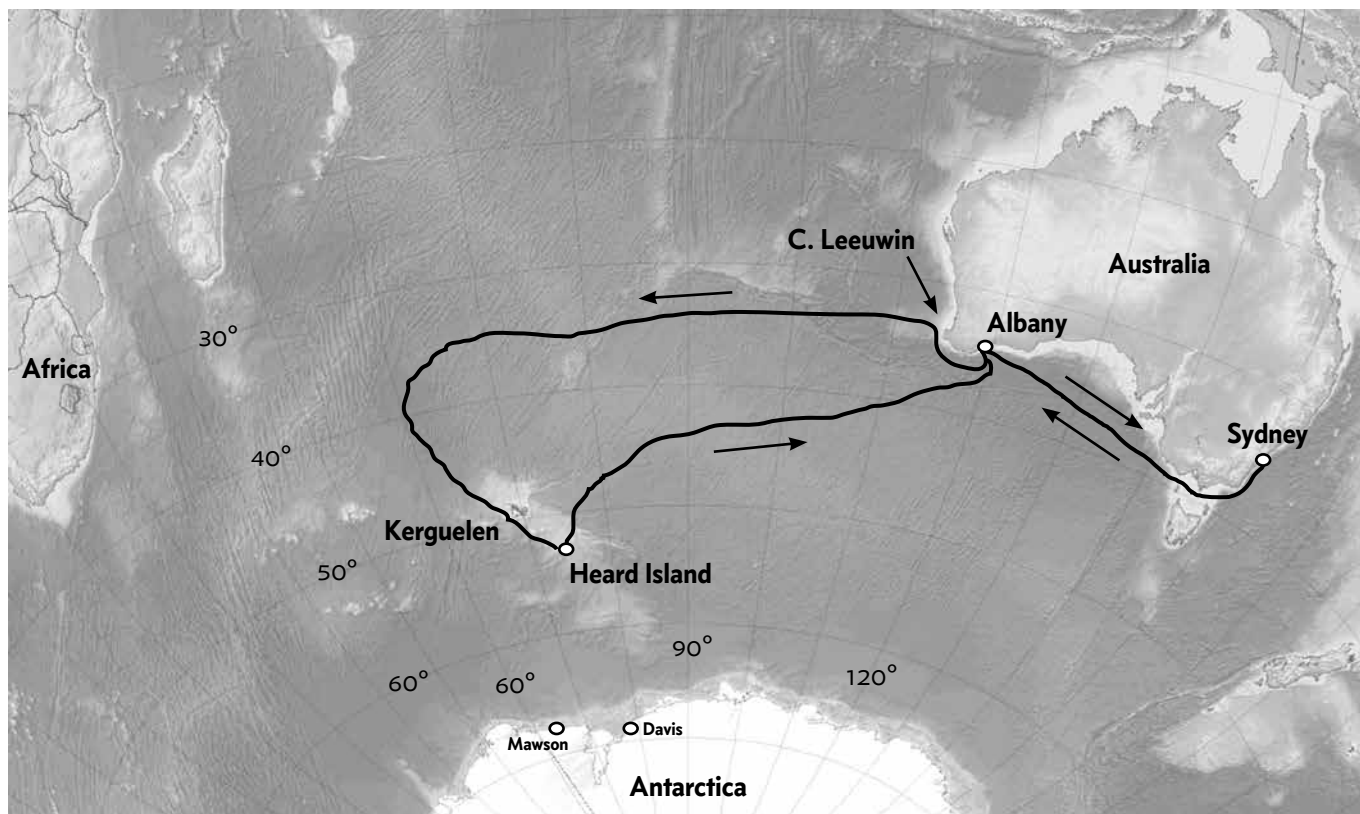 C. Leeuwin
Australia
Albany
30°
Africa
Sydney
40°
Kerguelen
50°
Heard Island
90°
60°
60°
120°
Mawson
Davis
Antarctica